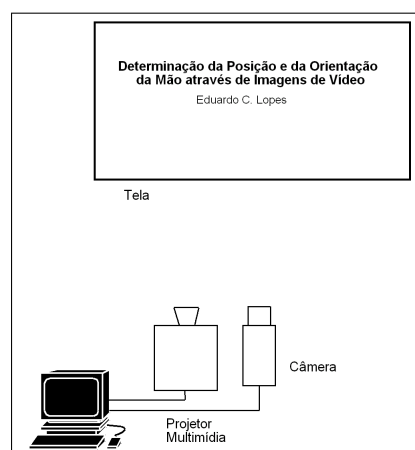 Determinação da Posição e da Orientação
da Mão através de Imagens de Vídeo
Eduardo C. Lopes
Tela
Câmera
Projetor
Multimídia